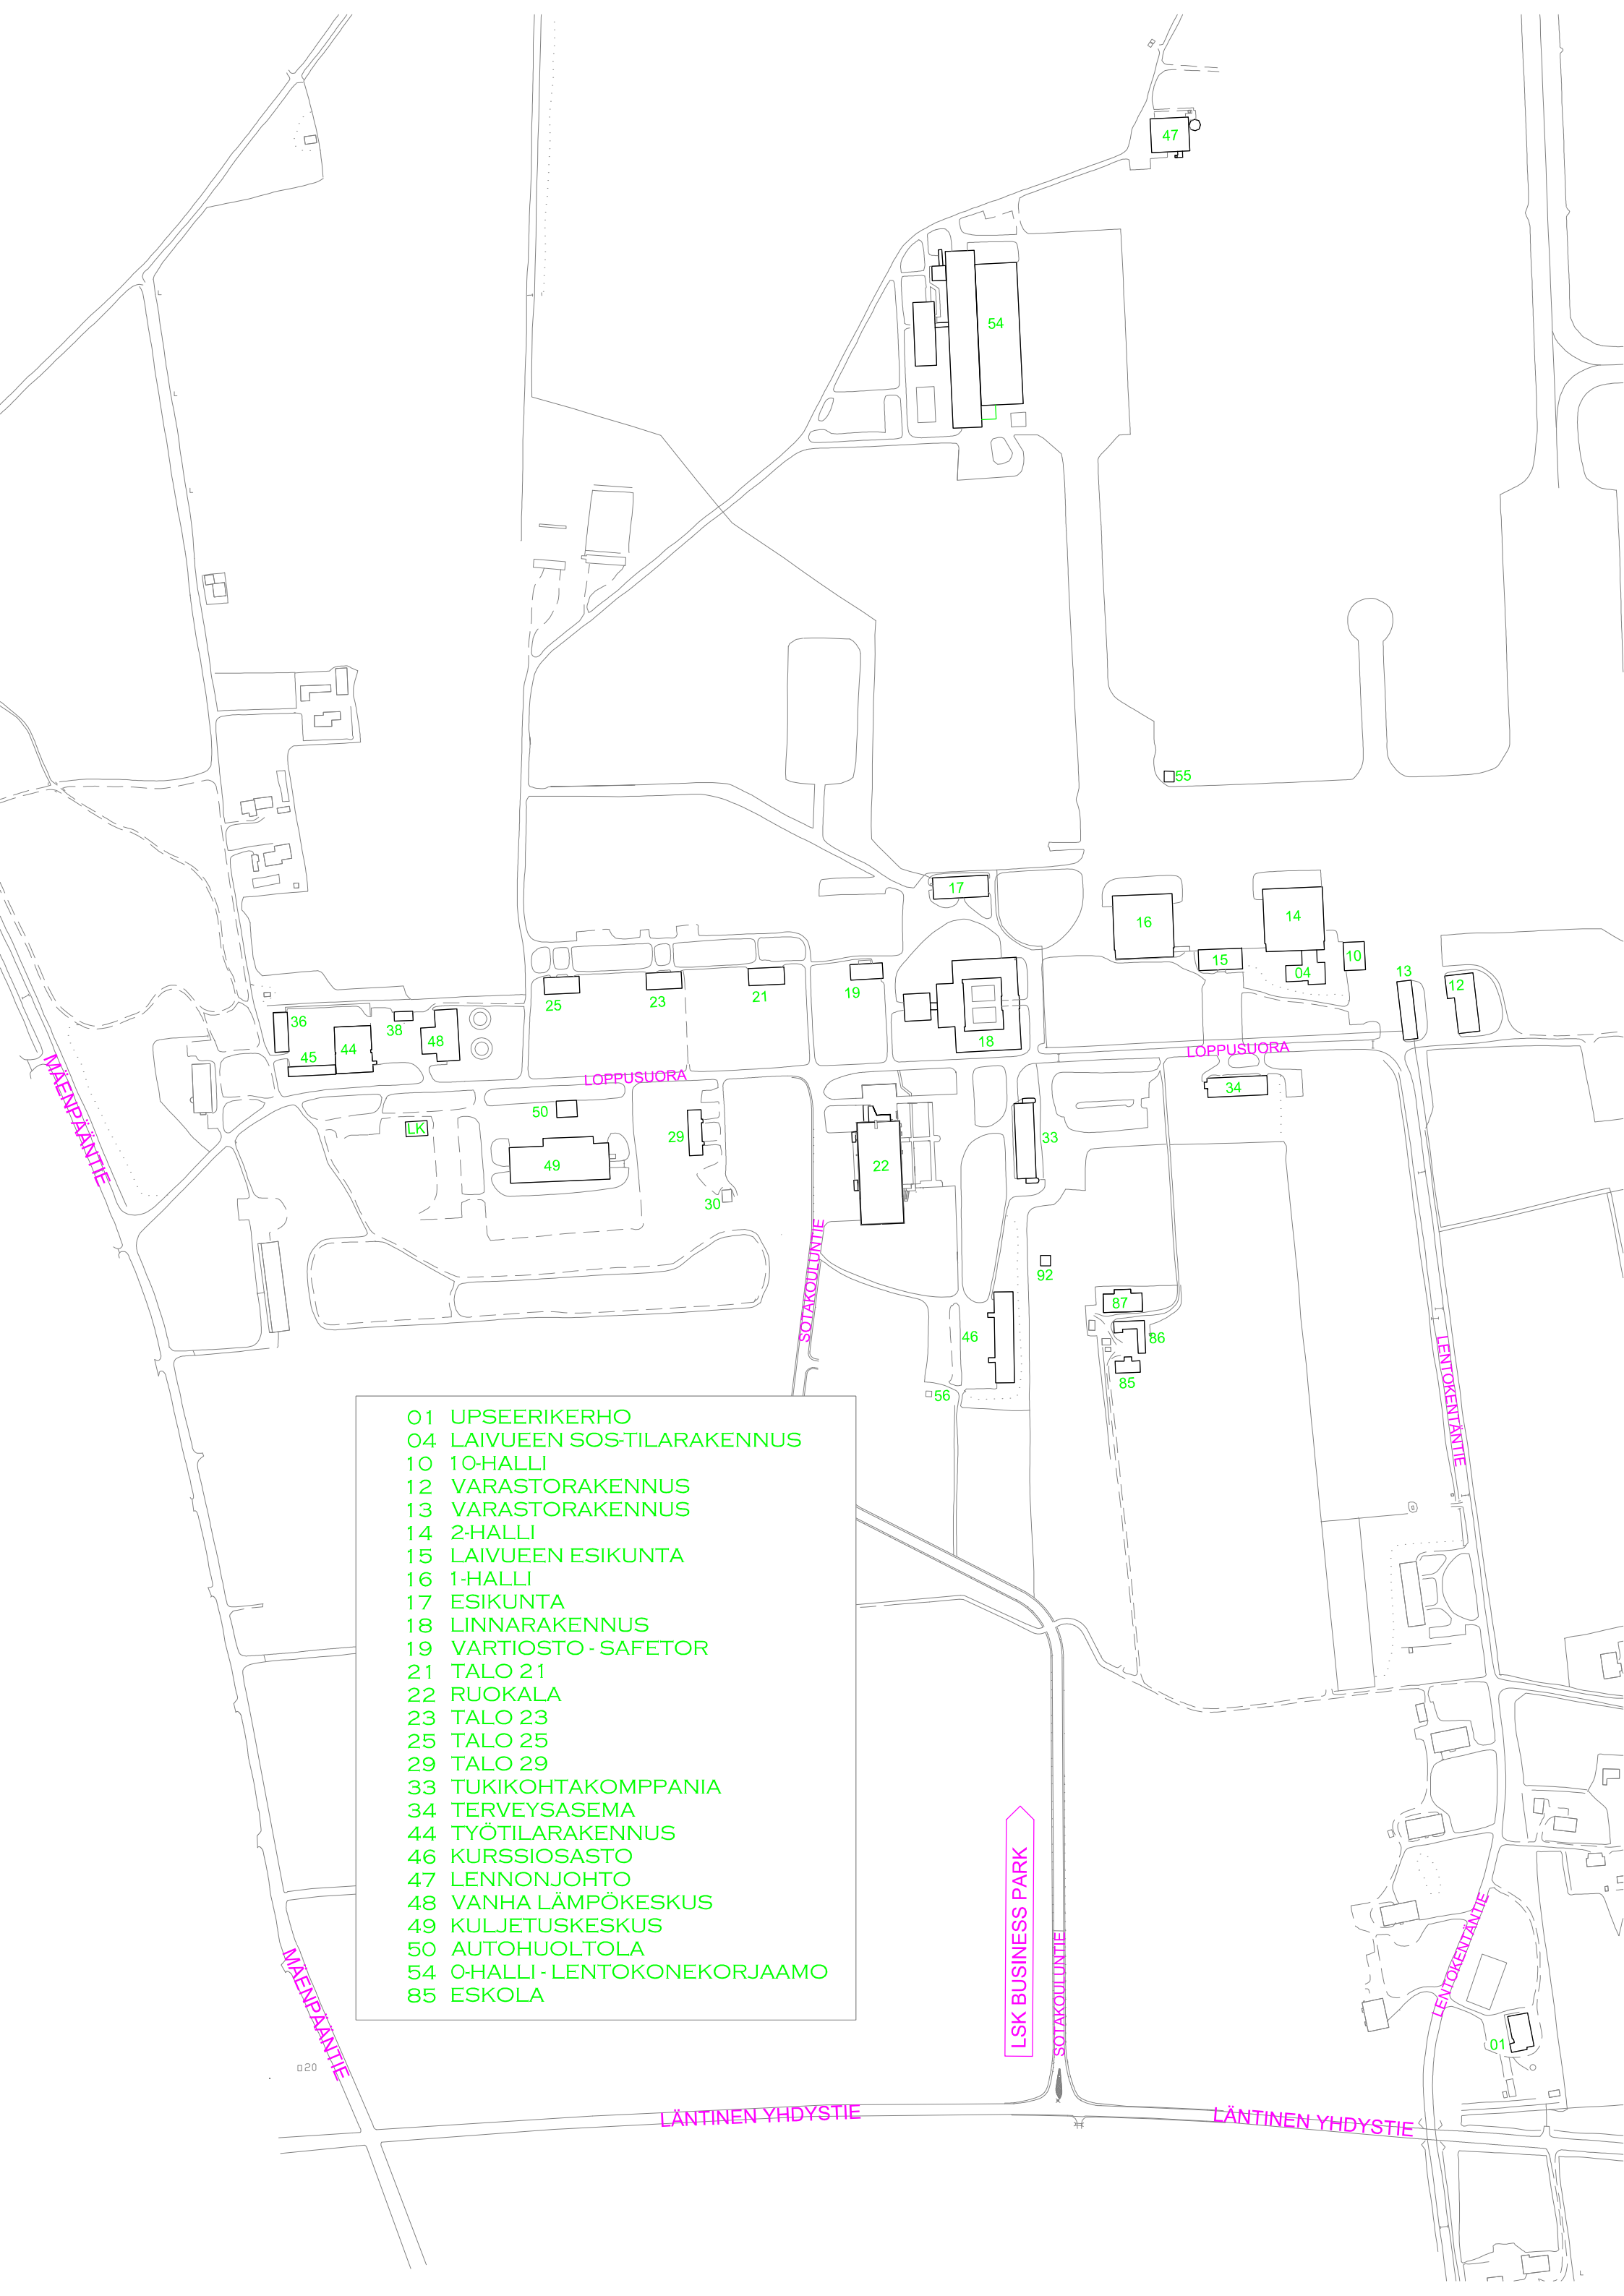 47
54
55
17
16
14
15
04
10
13
12
25
23
21
19
18
36
38
48
44
45
LOPPUSUORA
LOPPUSUORA
34
50
LK
29
49
30
22
33
MÄENPÄÄNTIE
SOTAKOULUNTIE
92
87
86
85
46
56
LENTOKENTÄNTIE
01 UPSEERIKERHO
04 LAIVUEEN SOS-TILARAKENNUS
10 10-HALLI
12 VARASTORAKENNUS
13 VARASTORAKENNUS
14 2-HALLI
15 LAIVUEEN ESIKUNTA
16 1-HALLI
17 ESIKUNTA
18 LINNARAKENNUS
19 VARTIOSTO - SAFETOR
21 TALO 21
22 RUOKALA
23 TALO 23
25 TALO 25
29 TALO 29
33 TUKIKOHTAKOMPPANIA
34 TERVEYSASEMA
44 TYÖTILARAKENNUS
46 KURSSIOSASTO
47 LENNONJOHTO
48 VANHA LÄMPÖKESKUS
49 KULJETUSKESKUS
50 AUTOHUOLTOLA
54 0-HALLI - LENTOKONEKORJAAMO
85 ESKOLA
LSK BUSINESS PARK
SOTAKOULUNTIE
LENTOKENTÄNTIE
MÄENPÄÄNTIE
01
20
LÄNTINEN YHDYSTIE
LÄNTINEN YHDYSTIE